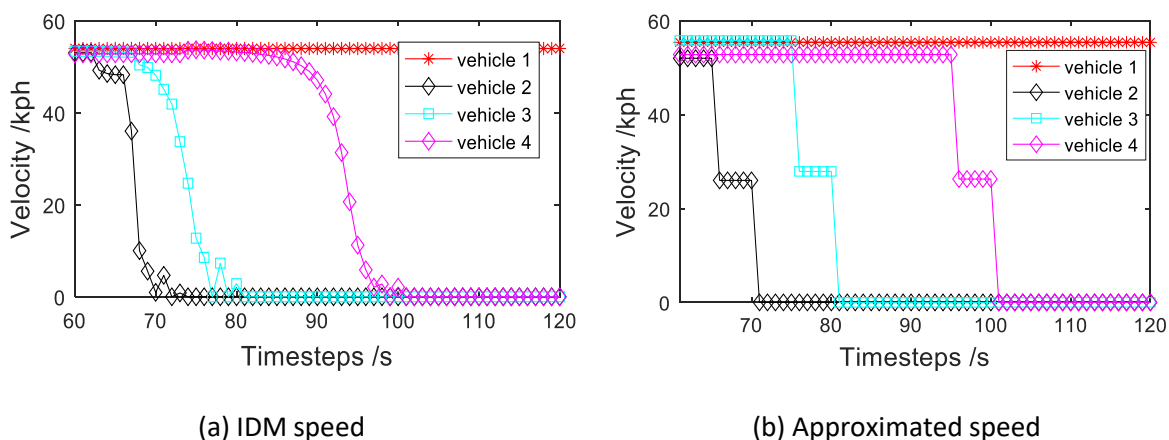 60
40
20
0
Velocity /kph
vehicle 1
vehicle 2
vehicle 3
vehicle 4
60 70 80 90 100 110 120
Timesteps /s
(a) IDM speed
60
40
20
0
Velocity /kph
vehicle 1
vehicle 2
vehicle 3
vehicle 4
70 80 90 100 110 120
Timesteps /s
(b) Approximated speed